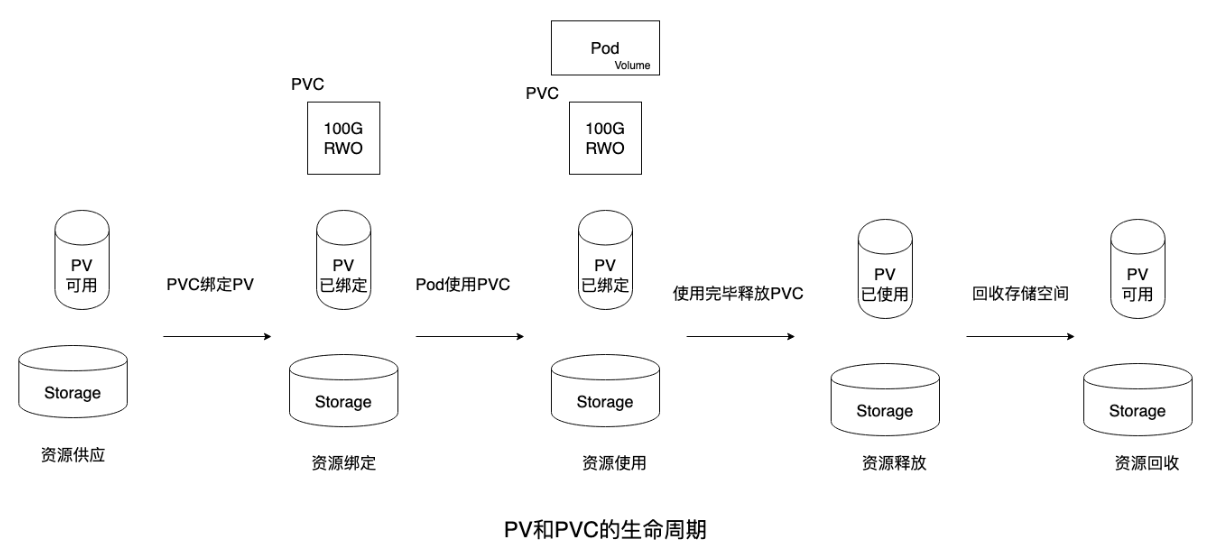 Pod
Volume
PVC
100G
RWO
PVC
100G
RWO
PV
可用
PVC绑定PV
PV
已绑定
Pod使用PVC
PV
已绑定
使用完毕释放PVC
PV
已使用
回收存储空间
PV
可用
Storage
Storage
Storage
Storage
Storage
资源供应
资源绑定
资源使用
资源释放
资源回收
PV和PVC的生命周期